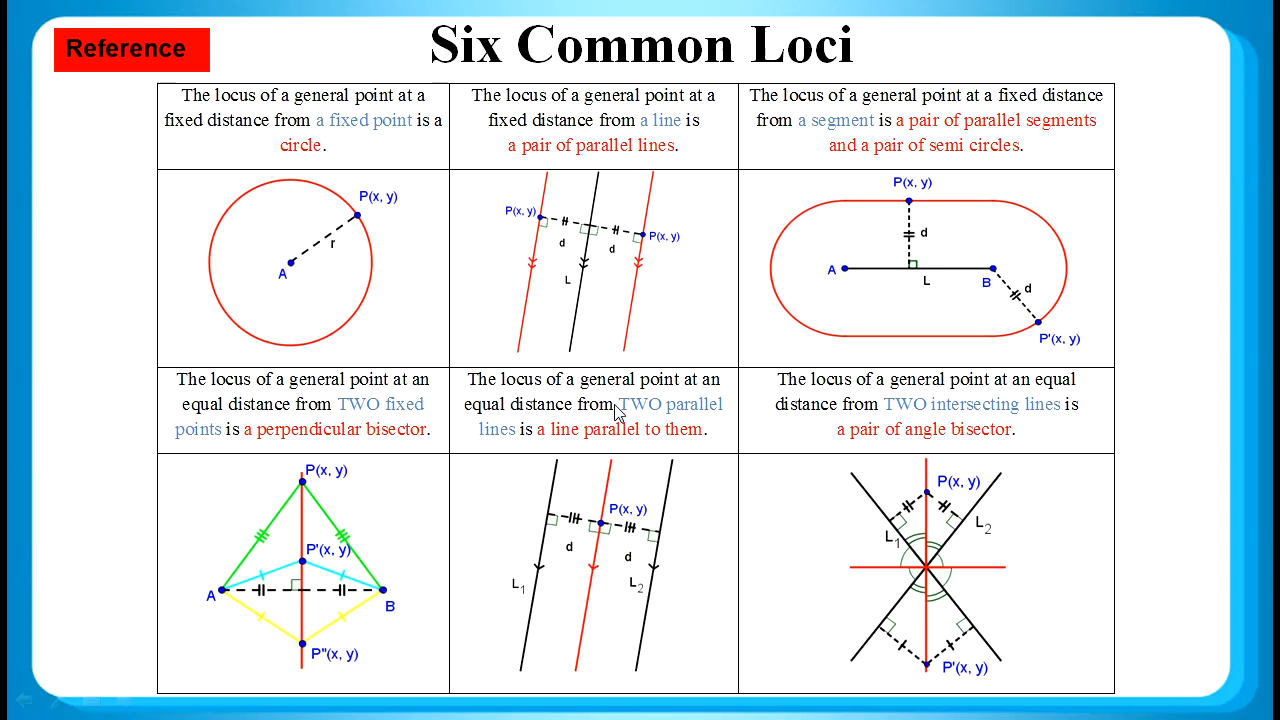 Reference
Six Common Loci
The locus of a general point at a
fixed distance from a fixed point is a
circle.
The locus of a general point at a
fixed distance from a line is
a pair of parallel lines.
The locus of a general point at a fixed distance
from a segment is a pair of parallel segments
and a pair of semi circles.
P(x, y)
r
A
P(x, y)
d
d
P(x, y)
L
P(x, y)
d
A
L
B
d
P'(x, y)
The locus of a general point at an
equal distance from TWO fixed
points is a perpendicular bisector.
The locus of a general point at an
equal distance from TWO parallel
lines is a line parallel to them.
The locus of a general point at an equal
distance from TWO intersecting lines is
a pair of angle bisector.
P(x, y)
P'(x, y)
A
B
P"(x, y)
P(x, y)
d
d
L1
L2
P(x, y)
L1
L2
P'(x, y)